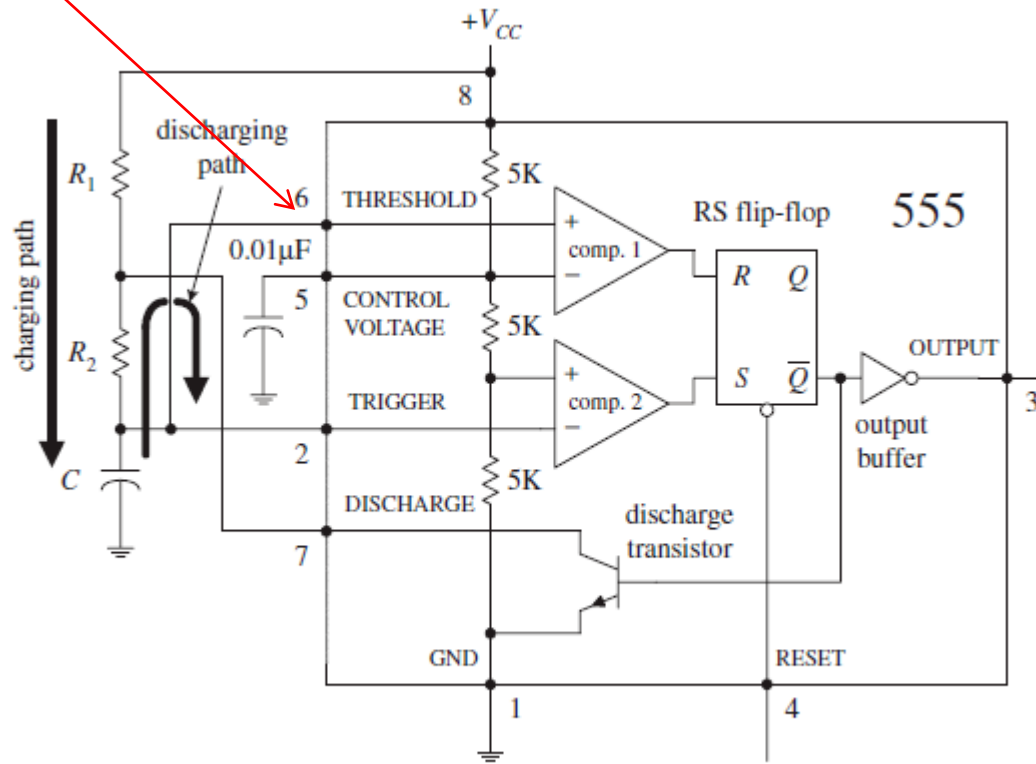 +V_CC
8
discharging
path
R₁
5K
6
THRESHOLD
+
comp. 1
−
RS flip-flop
555
0.01μF
5
CONTROL
VOLTAGE
R
Q
charging path
R₂
5K
TRIGGER
+
comp. 2
−
S
Q̅
OUTPUT
3
2
output
buffer
C
5K
DISCHARGE
7
discharge
transistor
GND
RESET
1
4